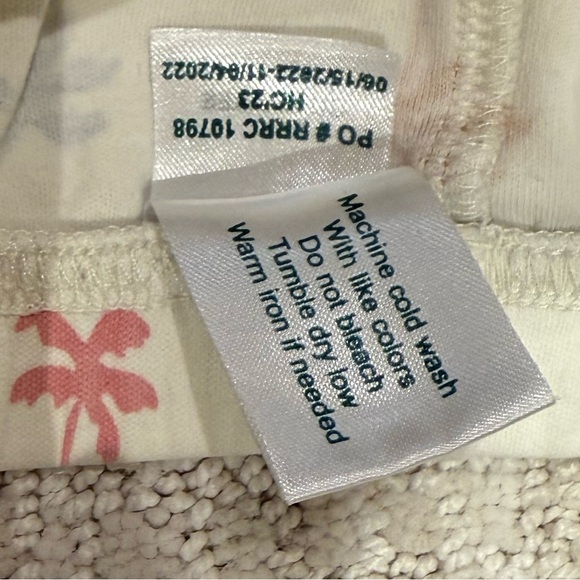 PO # RRRC 19798
HC'23
06/15/2822-11/04/2022
Machine cold wash
With like colors
Do not bleach
Tumble dry low
Warm iron if needed